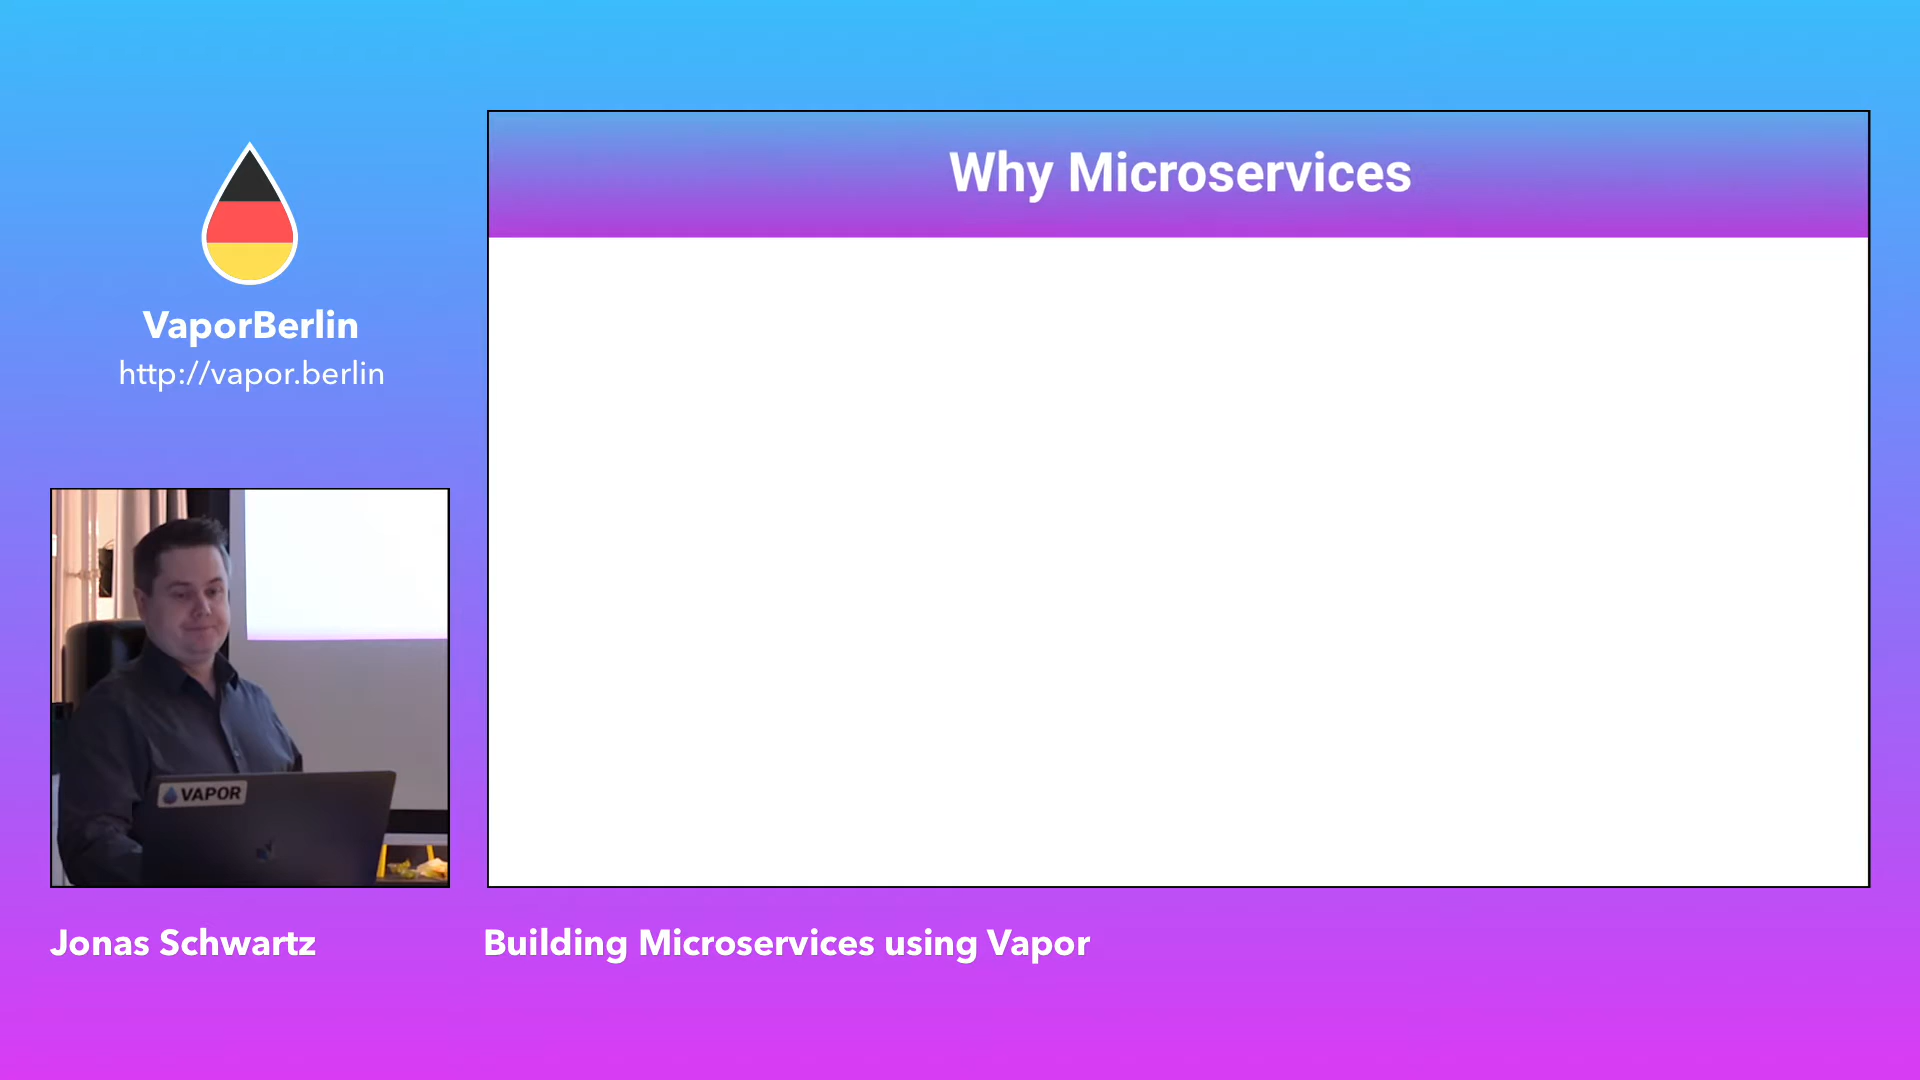 Why Microservices
VaporBerlin
http://vapor.berlin
VAPOR
Jonas Schwartz
Building Microservices using Vapor